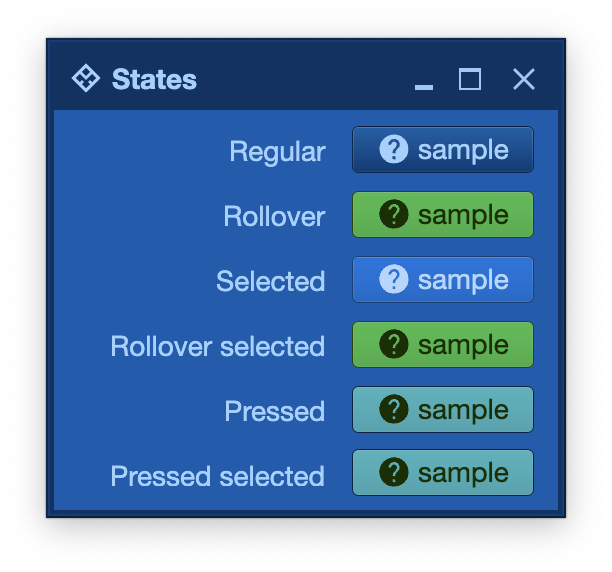 States
Regular sample
Rollover sample
Selected sample
Rollover selected sample
Pressed sample
Pressed selected sample